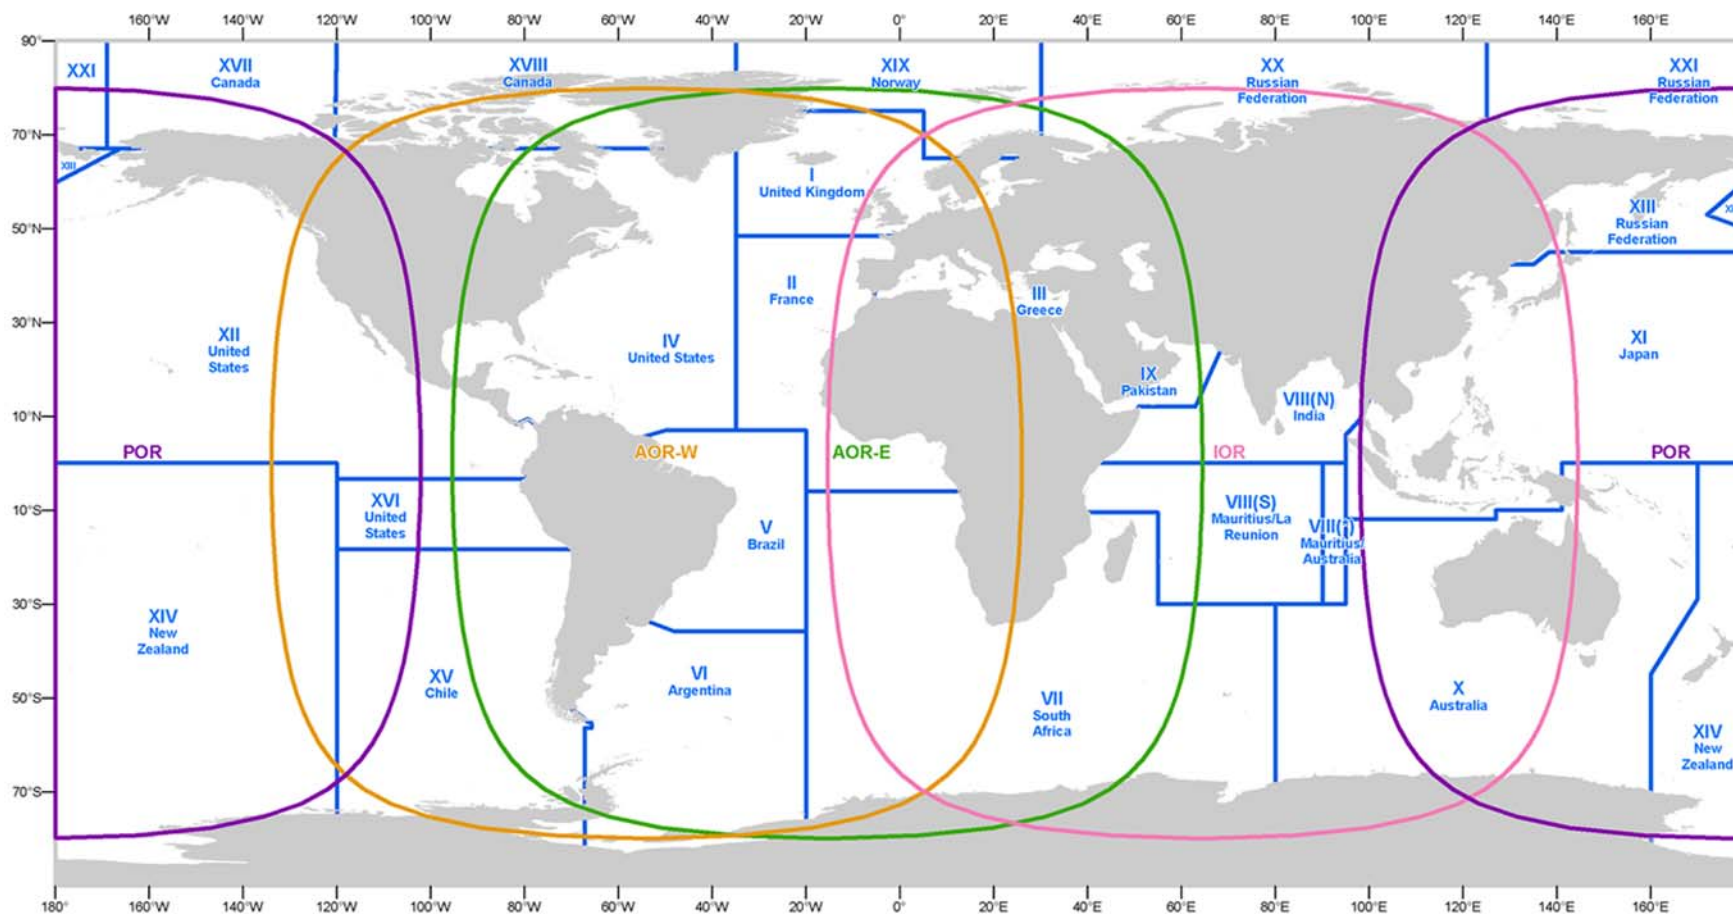 160°W 140°W 120°W 100°W 80°W 60°W 40°W 20°W 0° 20°E 40°E 60°E 80°E 100°E 120°E 140°E 160°E
90°
70°N
50°N
30°N
10°N
10°S
30°S
50°S
70°S
XXI
XVII
Canada
XVIII
Canada
XIX
Norway
XX
Russian
Federation
XXI
Russian
Federation
XIII
I
United Kingdom
XIII
Russian
Federation
II
France
III
Greece
XII
United
States
IV
United States
XI
Japan
IX
Pakistan
VIII(N)
India
POR
AOR-W
AOR-E
IOR
POR
XVI
United
States
V
Brazil
VIII(S)
Mauritius/La
Reunion
Mauritius/
Australia
XIV
New
Zealand
XV
Chile
VI
Argentina
VII
South
Africa
X
Australia
XIV
New
Zealand
180° 160°W 140°W 120°W 100°W 80°W 60°W 40°W 20°W 0° 20°E 40°E 60°E 80°E 100°E 120°E 140°E 160°E